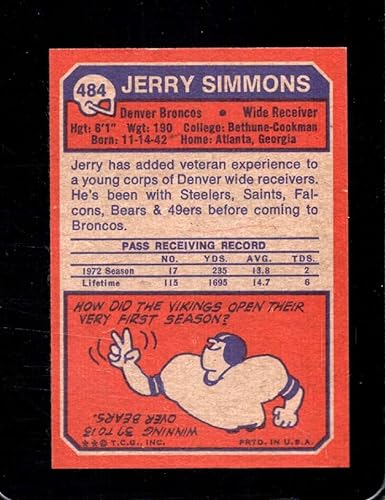 484 JERRY SIMMONS
Denver Broncos • Wide Receiver
Hgt: 6'1" Wgt: 190 College: Bethune-Cookman
Born: 11-14-42 Home: Atlanta, Georgia
Jerry has added veteran experience to
a young corps of Denver wide receivers.
He's been with Steelers, Saints, Fal-
cons, Bears & 49ers before coming to
Broncos.
PASS RECEIVING RECORD
NO. YDS. AVG. TDS.
1972 Season 17 235 13.8 2
Lifetime 115 1695 14.7 6
HOW DID THE VIKINGS OPEN THEIR
VERY FIRST SEASON?
WINNING 37 TO 13
OVER BEARS.
**© T.C.G., INC. PRTD. IN U.S.A.